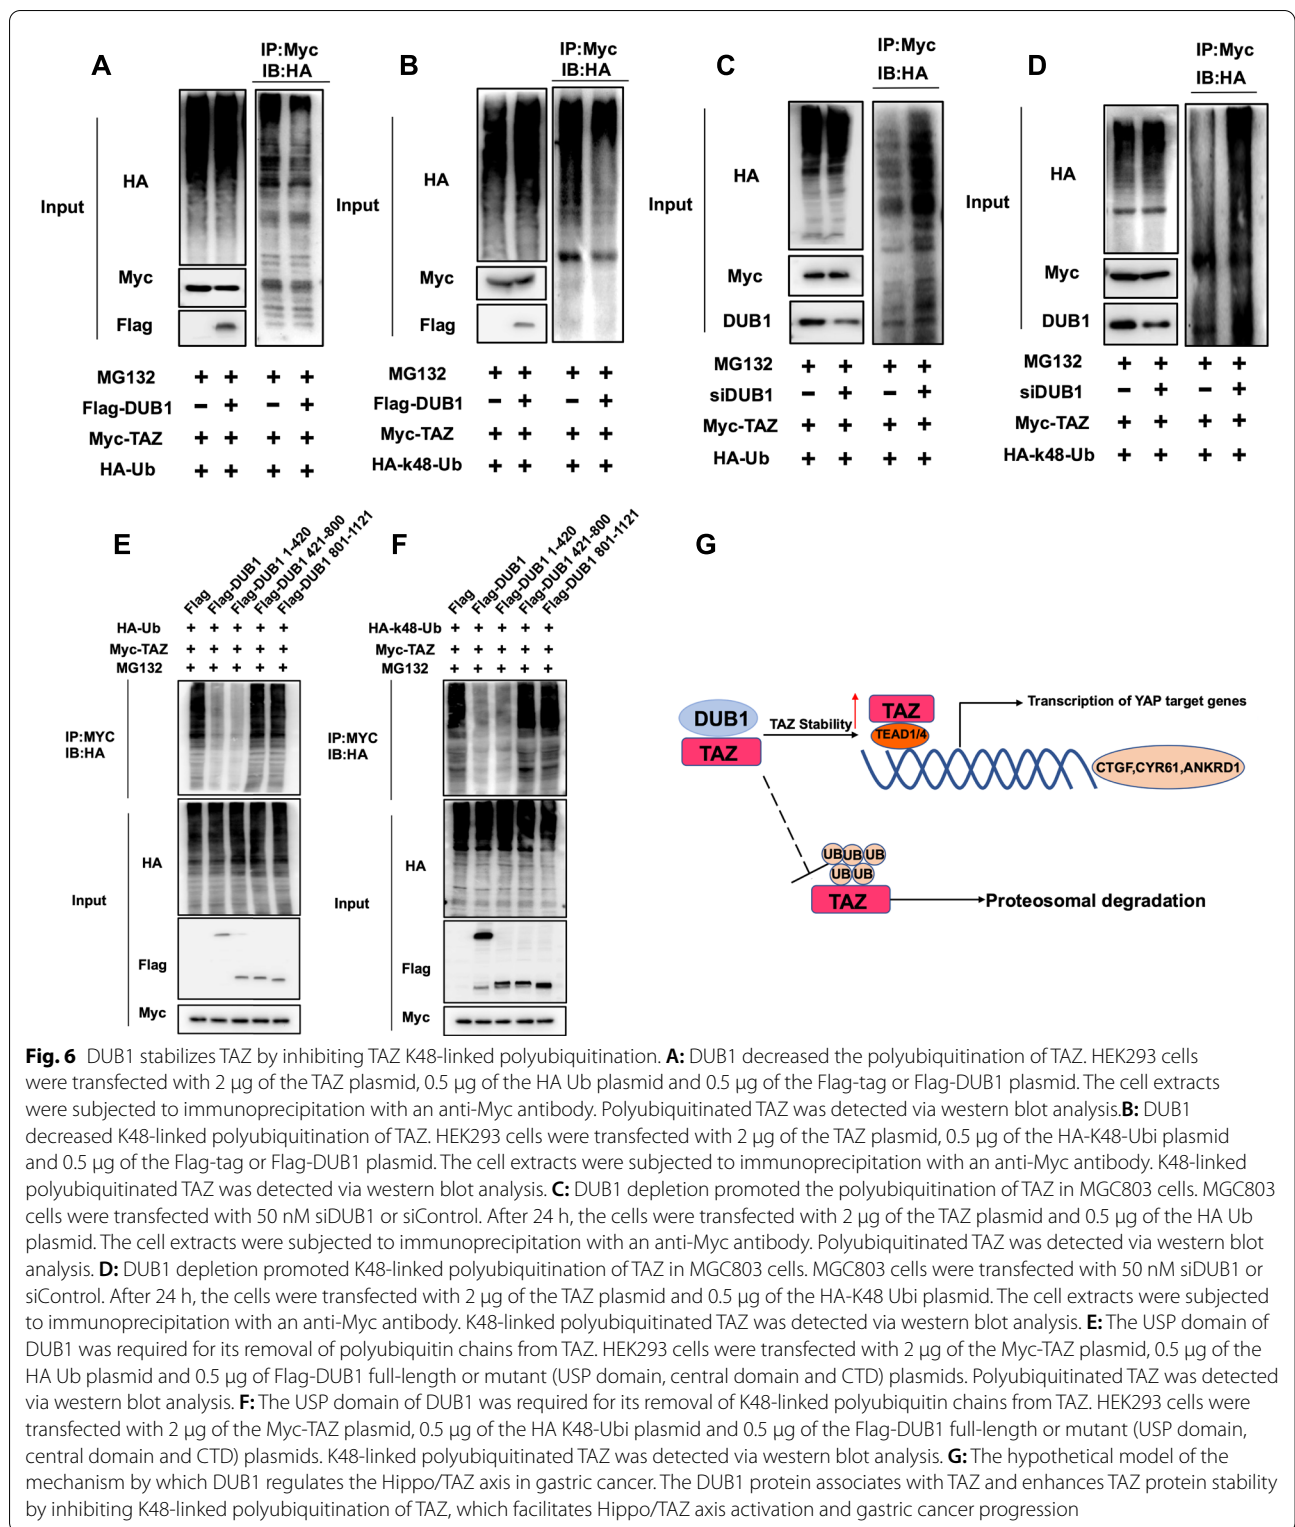 A
IP:Myc
IB:HA
Input
HA
Myc
Flag
MG132 + + + +
Flag-DUB1 – + – +
Myc-TAZ + + + +
HA-Ub + + + +
B
IP:Myc
IB:HA
Input
HA
Myc
Flag
MG132 + + + +
Flag-DUB1 – + – +
Myc-TAZ + + + +
HA-k48-Ub + + + +
C
IP:Myc
IB:HA
Input
HA
Myc
DUB1
MG132 + + + +
siDUB1 – + – +
Myc-TAZ + + + +
HA-Ub + + + +
D
IP:Myc
IB:HA
Input
HA
Myc
DUB1
MG132 + + + +
siDUB1 – + – +
Myc-TAZ + + + +
HA-k48-Ub + + + +
E
Flag
Flag-DUB1
Flag-DUB1 1-420
Flag-DUB1 421-800
Flag-DUB1 801-1121
HA-Ub + + + + +
Myc-TAZ + + + + +
MG132 + + + + +
IP:MYC
IB:HA
Input
HA
Flag
Myc
F
Flag
Flag-DUB1
Flag-DUB1 1-420
Flag-DUB1 421-800
Flag-DUB1 801-1121
HA-k48-Ub + + + + +
Myc-TAZ + + + + +
MG132 + + + + +
IP:MYC
IB:HA
Input
HA
Flag
Myc
G
DUB1
TAZ
TAZ Stability
TAZ
TEAD1/4
Transcription of YAP target genes
CTGF,CYR61,ANKRD1
UB UB UB
UB UB
TAZ
Proteosomal degradation
Fig. 6 DUB1 stabilizes TAZ by inhibiting TAZ K48-linked polyubiquitination. A: DUB1 decreased the polyubiquitination of TAZ. HEK293 cells
were transfected with 2 µg of the TAZ plasmid, 0.5 µg of the HA Ub plasmid and 0.5 µg of the Flag-tag or Flag-DUB1 plasmid. The cell extracts
were subjected to immunoprecipitation with an anti-Myc antibody. Polyubiquitinated TAZ was detected via western blot analysis.B: DUB1
decreased K48-linked polyubiquitination of TAZ. HEK293 cells were transfected with 2 µg of the TAZ plasmid, 0.5 µg of the HA-K48-Ubi plasmid
and 0.5 µg of the Flag-tag or Flag-DUB1 plasmid. The cell extracts were subjected to immunoprecipitation with an anti-Myc antibody. K48-linked
polyubiquitinated TAZ was detected via western blot analysis. C: DUB1 depletion promoted the polyubiquitination of TAZ in MGC803 cells. MGC803
cells were transfected with 50 nM siDUB1 or siControl. After 24 h, the cells were transfected with 2 µg of the TAZ plasmid and 0.5 µg of the HA Ub
plasmid. The cell extracts were subjected to immunoprecipitation with an anti-Myc antibody. Polyubiquitinated TAZ was detected via western blot
analysis. D: DUB1 depletion promoted K48-linked polyubiquitination of TAZ in MGC803 cells. MGC803 cells were transfected with 50 nM siDUB1 or
siControl. After 24 h, the cells were transfected with 2 µg of the TAZ plasmid and 0.5 µg of the HA-K48 Ubi plasmid. The cell extracts were subjected
to immunoprecipitation with an anti-Myc antibody. K48-linked polyubiquitinated TAZ was detected via western blot analysis. E: The USP domain of
DUB1 was required for its removal of polyubiquitin chains from TAZ. HEK293 cells were transfected with 2 µg of the Myc-TAZ plasmid, 0.5 µg of the
HA Ub plasmid and 0.5 µg of Flag-DUB1 full-length or mutant (USP domain, central domain and CTD) plasmids. Polyubiquitinated TAZ was detected
via western blot analysis. F: The USP domain of DUB1 was required for its removal of K48-linked polyubiquitin chains from TAZ. HEK293 cells were
transfected with 2 µg of the Myc-TAZ plasmid, 0.5 µg of the HA K48-Ubi plasmid and 0.5 µg of the Flag-DUB1 full-length or mutant (USP domain,
central domain and CTD) plasmids. K48-linked polyubiquitinated TAZ was detected via western blot analysis. G: The hypothetical model of the
mechanism by which DUB1 regulates the Hippo/TAZ axis in gastric cancer. The DUB1 protein associates with TAZ and enhances TAZ protein stability
by inhibiting K48-linked polyubiquitination of TAZ, which facilitates Hippo/TAZ axis activation and gastric cancer progression